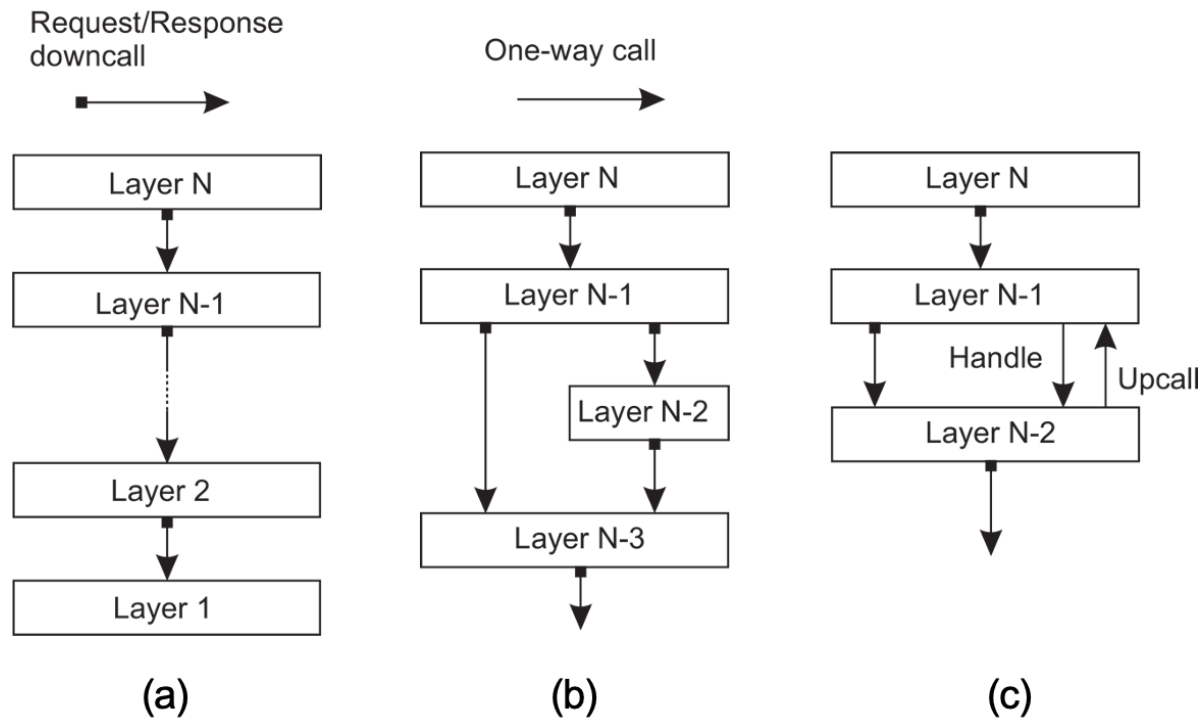 Request/Response
downcall
One-way call
Layer N
Layer N-1
Layer 2
Layer 1
(a)
Layer N
Layer N-1
Layer N-2
Layer N-3
(b)
Layer N
Layer N-1
Handle
Upcall
Layer N-2
(c)